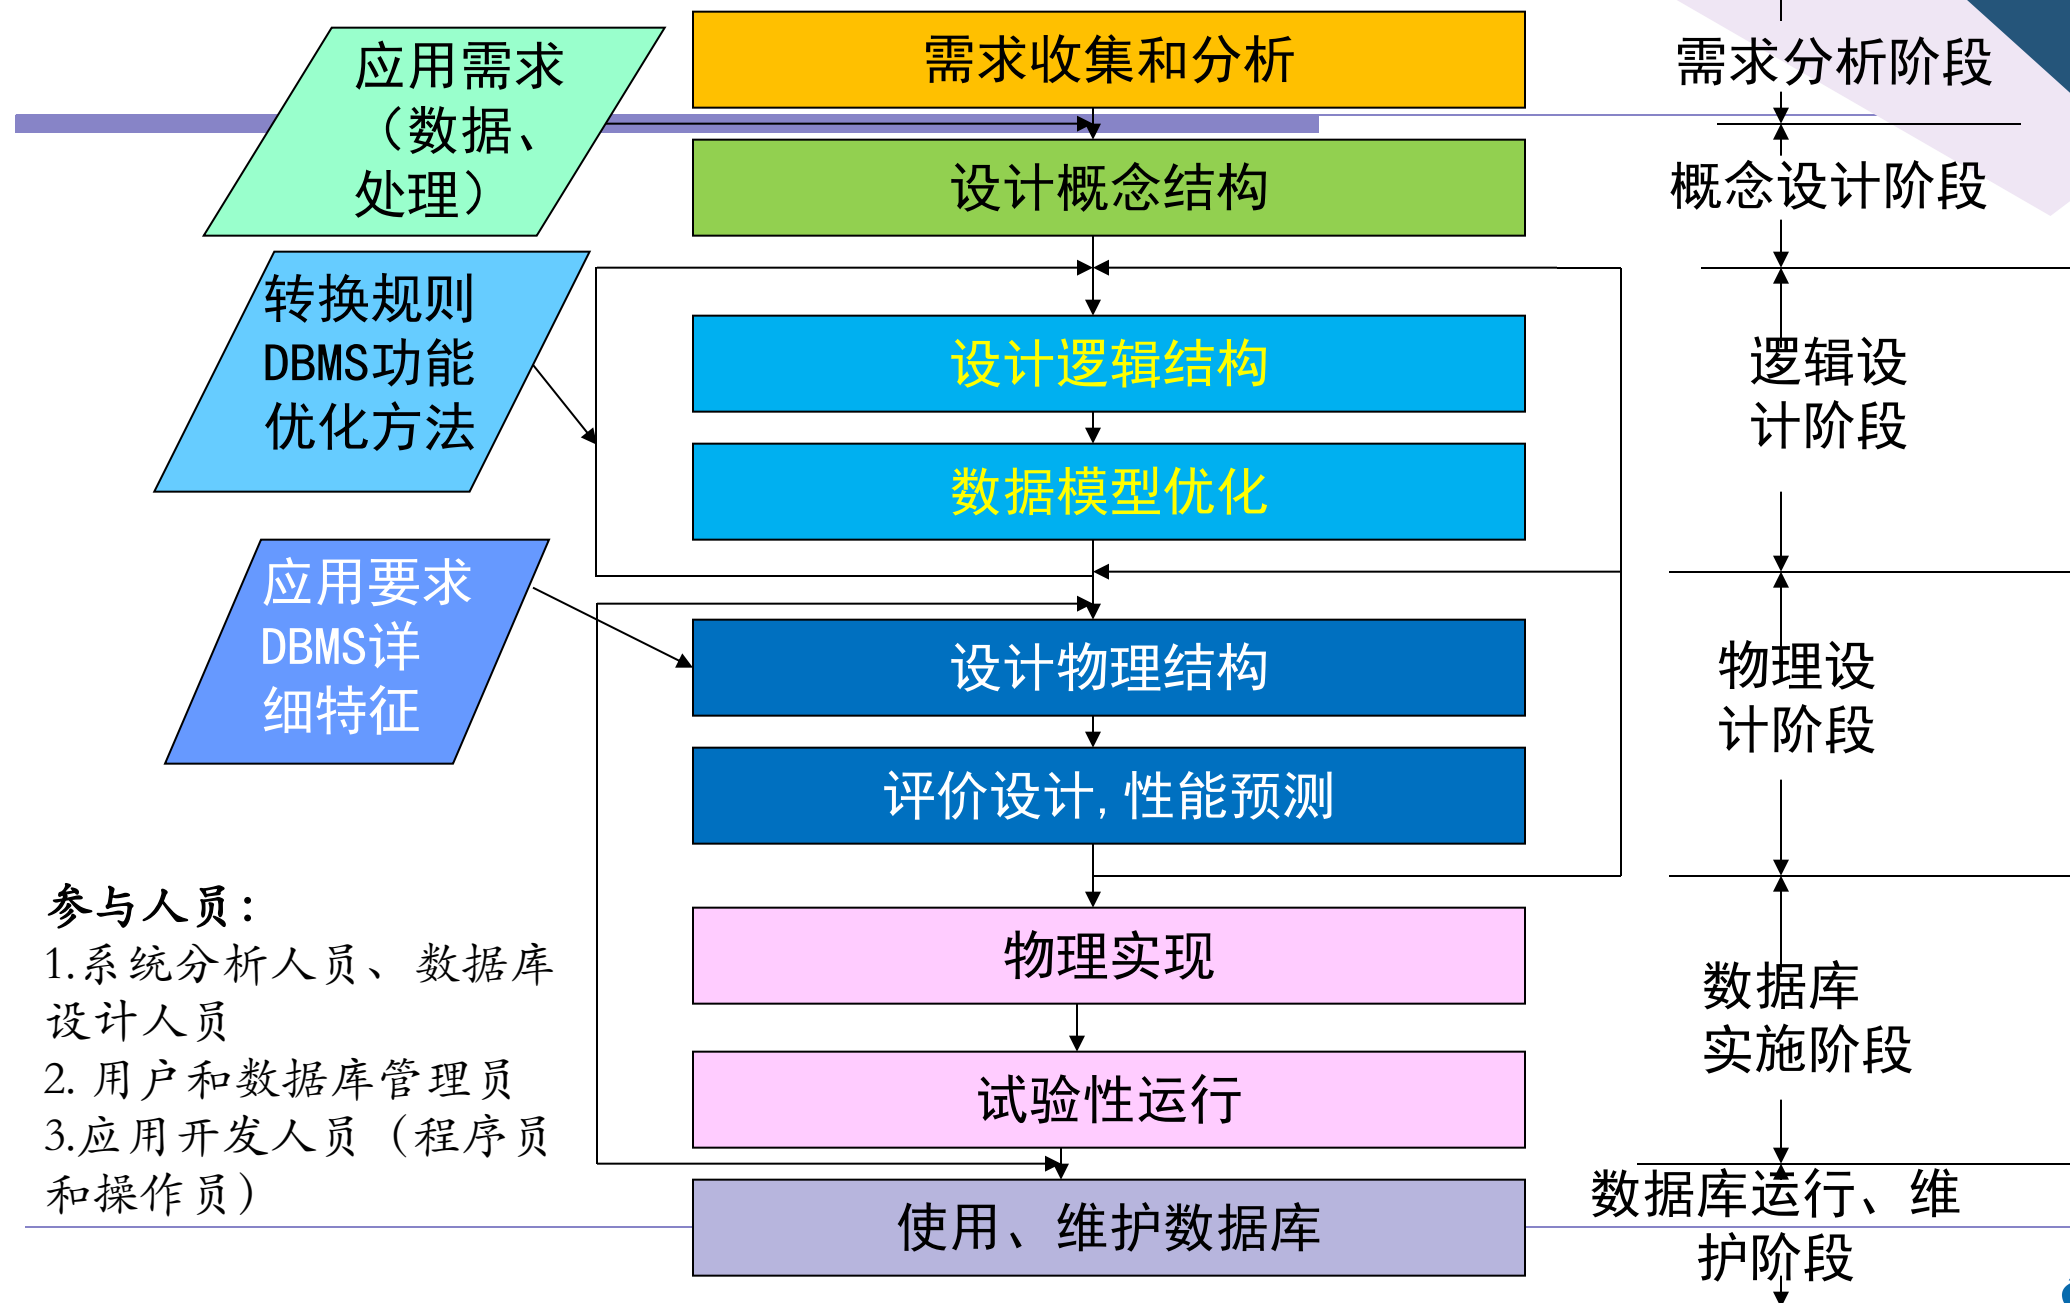 需求收集和分析
应用需求
（数据、
处理）
需求分析阶段
设计概念结构
概念设计阶段
转换规则
DBMS功能
优化方法
设计逻辑结构
逻辑设
计阶段
数据模型优化
应用要求
DBMS详
细特征
设计物理结构
物理设
计阶段
评价设计,性能预测
参与人员：
1.系统分析人员、数据库
设计人员
2. 用户和数据库管理员
3.应用开发人员（程序员
和操作员）
物理实现
数据库
实施阶段
试验性运行
使用、维护数据库
数据库运行、维
护阶段